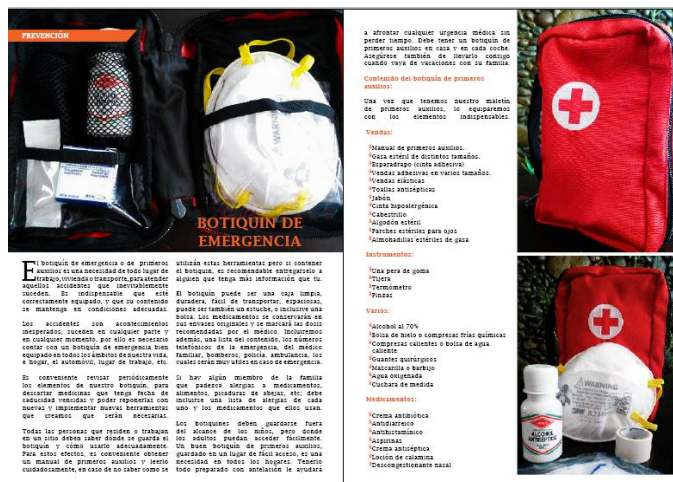 PREVENCIÓN
BOTIQUIN DE
EMERGENCIA
El botiquín de emergencia o de primeros
auxilios es una necesidad de todo lugar de
trabajo, vivienda o transporte, para atender
aquellos accidentes que inevitablemente
suceden. Es indispensable que esté
correctamente equipado, y que su contenido
se mantenga en condiciones adecuadas.
Los accidentes son acontecimientos
inesperados, suceden en cualquier parte y
en cualquier momento, por ello es necesario
contar con un botiquín de emergencia bien
equipado en todos los ámbitos de nuestra vida,
e hogar, el automóvil, lugar de trabajo, etc.
Es conveniente revisar periódicamente
los elementos de nuestro botiquín, para
descartar medicinas que tenga fecha de
caducidad vencidas y poder reponerlas con
nuevas y implementar nuevas herramientas
que creamos que serán necesarias.
Todas las personas que residen o trabajan
en un sitio deben saber dónde se guarda el
botiquín y cómo usarlo adecuadamente.
Para estos efectos, es conveniente obtener
un manual de primeros auxilios y leerlo
cuidadosamente, en caso de no saber como se
utilizán estas herramientas pero si contener
el botiquín, es recomendable entregarselo a
alguien que tenga más información que tu.
El botiquín puede ser una caja limpia,
duradera, fácil de transportar, espaciosas,
puede ser también un estuche, o inclusive una
bolsa. Los medicamentos se conservarán en
sus envases originales y se marcará las dosis
recomendadas por el médico. Incluiremos
además, una lista del contenido, los números
telefónicos de la emergencia, del médico
familiar, bomberos, policía, ambulancia, los
cuales serán muy utiles en caso de emergencia.
Si hay algún miembro de la familia
que padezca alergias a medicamentos,
alimentos, picaduras de abejas, etc; debe
incluirse una lista de alergias de cada
uno y los medicamentos que ellos usan.
Los botiquines deben guardarse fuera
del alcance de los niños, pero donde
los adultos puedan acceder fácilmente.
Un buen botiquín de primeros auxilios,
guardado en un lugar de fácil acceso, es una
necesidad en todos los hogares. Tenerlo
todo preparado con antelación le ayudará
a afrontar cualquier urgencia médica sin
perder tiempo. Debe tener un botiquín de
primeros auxilios en casa y en cada coche.
Asegúrese también de llevarlo consigo
cuando vaya de vacaciones con su familia.
Contenido del botiquín de primeros
auxilios:
Una vez que tenemos nuestro maletín
de primeros auxilios, lo equiparemos
con los elementos indispensables.
Vendas:
Manual de primeros auxilios.
Gasa estéril de distintos tamaños.
Esparadrapo (cinta adhesiva)
Vendas adhesivas en varios tamaños.
Vendas elásticas
Toallas antisépticas
Jabón
Cinta hipoalergénica
Cabestrillo
Algodón estéril
Parches estériles para ojos
Almohadillas estériles de gasa
Instrumentos:
Una pera de goma
Tijera
Termómetro
Pinzas
Varios:
Alcohol al 70%
Bolsa de hielo o compresas frías químicas
Compresas calientes o bolsa de agua
caliente
Guantes quirúrgicos
Mascarilla o barbijo
Agua oxigenada
Cuchara de medida
Medicamentos:
Crema antibiótica
Antidiarreico
Antihistamínico
Aspirinas
Crema antiséptica
Loción de calamina
Descongestionante nasal
WARNING
WARNING
ALCOHOL
ANTISÉPTICO